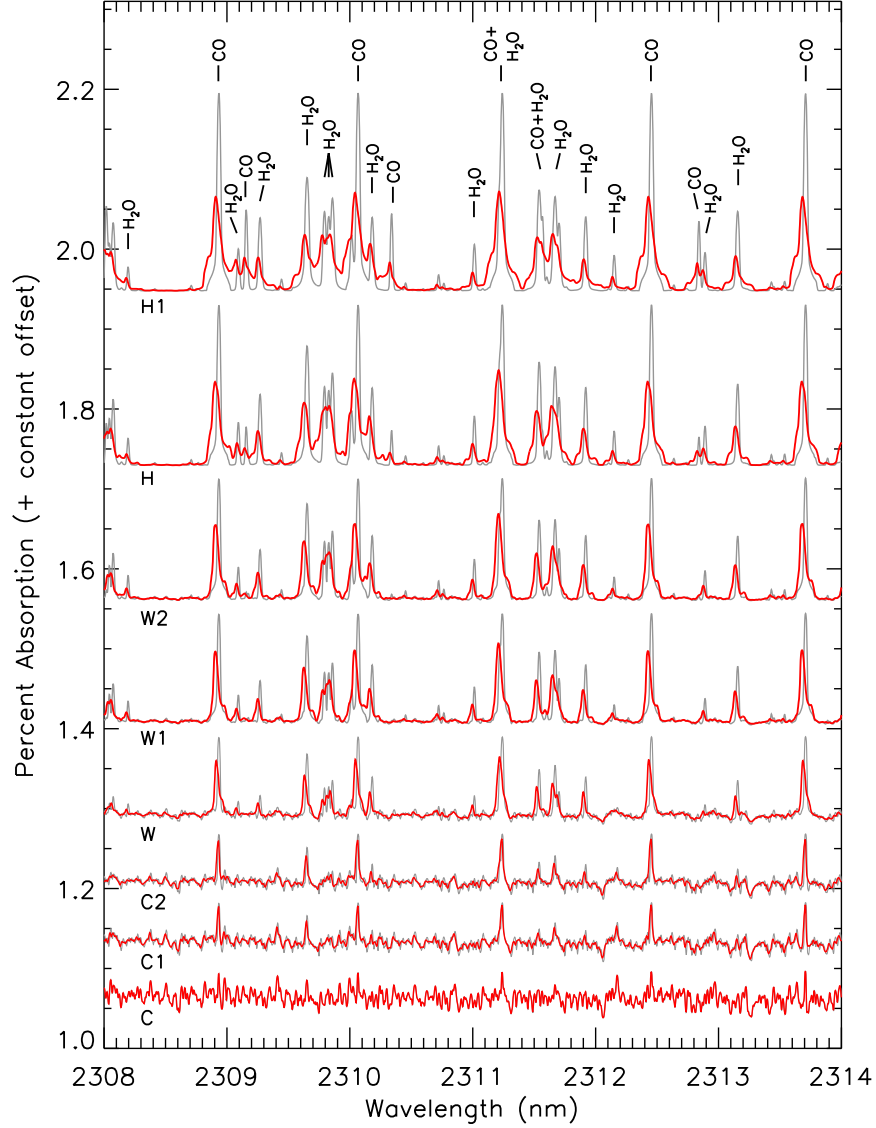 CO
CO
CO+
H₂O
CO
CO
2.2
H₂O
H₂O
H₂O
CO
H₂O
H₂O
H₂O
CO
H₂O
CO+H₂O
H₂O
H₂O
H₂O
CO
H₂O
H₂O
2.0
H1
1.8
H
1.6
W2
1.4
W1
W
1.2
C2
C1
C
1.0
Percent Absorption (+ constant offset)
2308 2309 2310 2311 2312 2313 2314
Wavelength (nm)